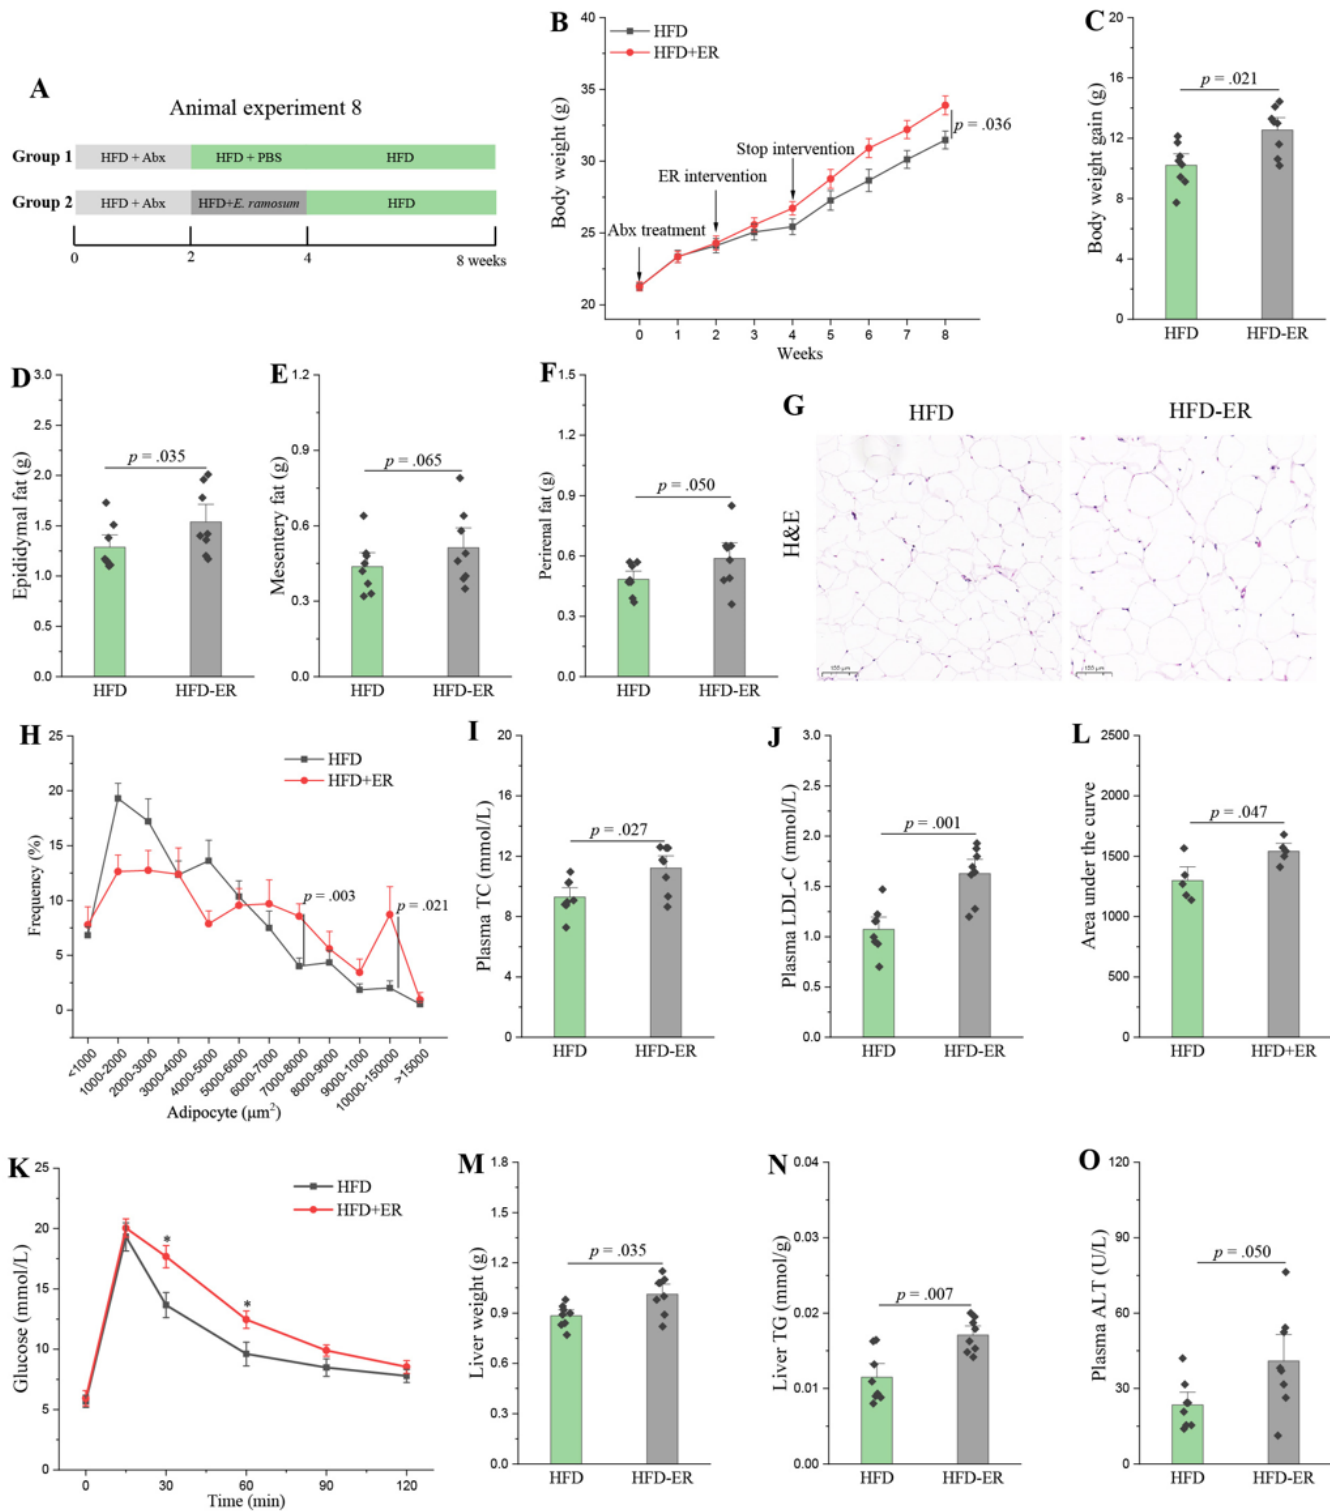 A
Animal experiment 8
Group 1 HFD + Abx HFD + PBS HFD
Group 2 HFD + Abx HFD+E. ramosum HFD
0 2 4 8 weeks
B
HFD
HFD+ER
Body weight (g)
40
35
30
25
20
Abx treatment
ER intervention
Stop intervention
p = .036
0 1 2 3 4 5 6 7 8
Weeks
C
Body weight gain (g)
20
16
12
8
4
0
p = .021
HFD HFD-ER
D
Epididymal fat (g)
3.0
2.5
2.0
1.5
1.0
0.5
0.0
p = .035
HFD HFD-ER
E
Mesentery fat (g)
1.2
0.9
0.6
0.3
0.0
p = .065
HFD HFD-ER
F
Perirenal fat (g)
1.5
1.2
0.9
0.6
0.3
0.0
p = .050
HFD HFD-ER
G
HFD HFD-ER
H&E
H
HFD
HFD+ER
Frequency (%)
25
20
15
10
5
0
p = .003
p = .021
<1000
1000-2000
2000-3000
3000-4000
4000-5000
5000-6000
6000-7000
7000-8000
8000-9000
9000-1000
10000-150000
>15000
Adipocyte (μm²)
I
Plasma TC (mmol/L)
20
16
12
8
4
0
p = .027
HFD HFD-ER
J
Plasma LDL-C (mmol/L)
3.0
2.5
2.0
1.5
1.0
0.5
0.0
p = .001
HFD HFD-ER
L
Area under the curve
2500
2000
1500
1000
500
0
p = .047
HFD HFD+ER
K
HFD
HFD+ER
Glucose (mmol/L)
25
20
15
10
5
0
*
*
0 30 60 90 120
Time (min)
M
Liver weight (g)
1.8
1.5
1.2
0.9
0.6
0.3
0.0
p = .035
HFD HFD-ER
N
Liver TG (mmol/g)
0.04
0.03
0.02
0.01
0.00
p = .007
HFD HFD-ER
O
Plasma ALT (U/L)
120
90
60
30
0
p = .050
HFD HFD-ER